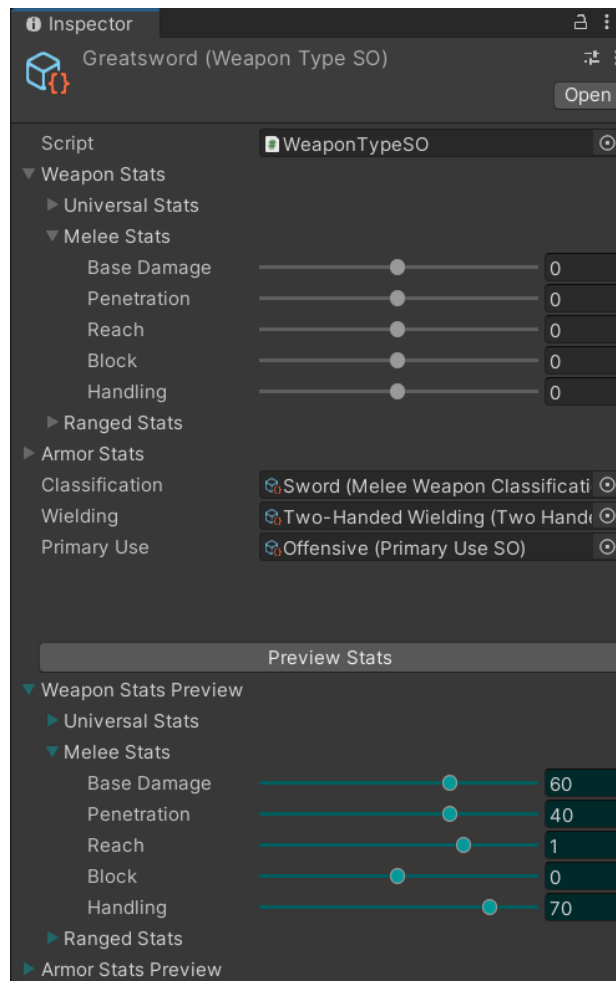 Inspector
Greatsword (Weapon Type SO)
Open
Script WeaponTypeSO
Weapon Stats
Universal Stats
Melee Stats
Base Damage 0
Penetration 0
Reach 0
Block 0
Handling 0
Ranged Stats
Armor Stats
Classification Sword (Melee Weapon Classificati
Wielding Two-Handed Wielding (Two Hande
Primary Use Offensive (Primary Use SO)
Preview Stats
Weapon Stats Preview
Universal Stats
Melee Stats
Base Damage 60
Penetration 40
Reach 1
Block 0
Handling 70
Ranged Stats
Armor Stats Preview